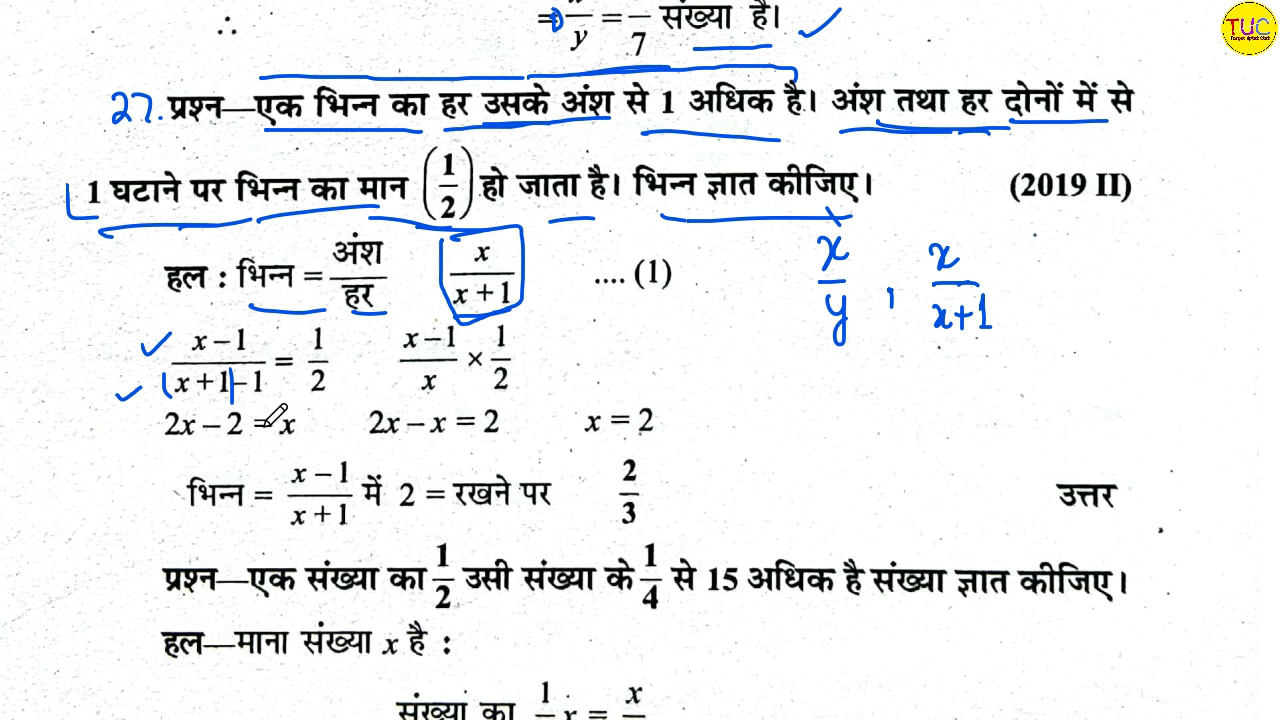 ∴ ⇒ x/y = /7 संख्या है।
TUC
27. प्रश्न—एक भिन्न का हर उसके अंश से 1 अधिक है। अंश तथा हर दोनों में से
1 घटाने पर भिन्न का मान (1/2) हो जाता है। भिन्न ज्ञात कीजिए। (2019 II)
हल : भिन्न = अंश/हर x/(x + 1) .... (1) x/y , x/(x+1)
(x – 1)/((x + 1) – 1) = 1/2 (x – 1)/x × 1/2
2x – 2 = x 2x – x = 2 x = 2
भिन्न = (x – 1)/(x + 1) में 2 = रखने पर 2/3 उत्तर
प्रश्न—एक संख्या का 1/2 उसी संख्या के 1/4 से 15 अधिक है संख्या ज्ञात कीजिए।
हल—माना संख्या x है :
संख्या का 1/ x = x/